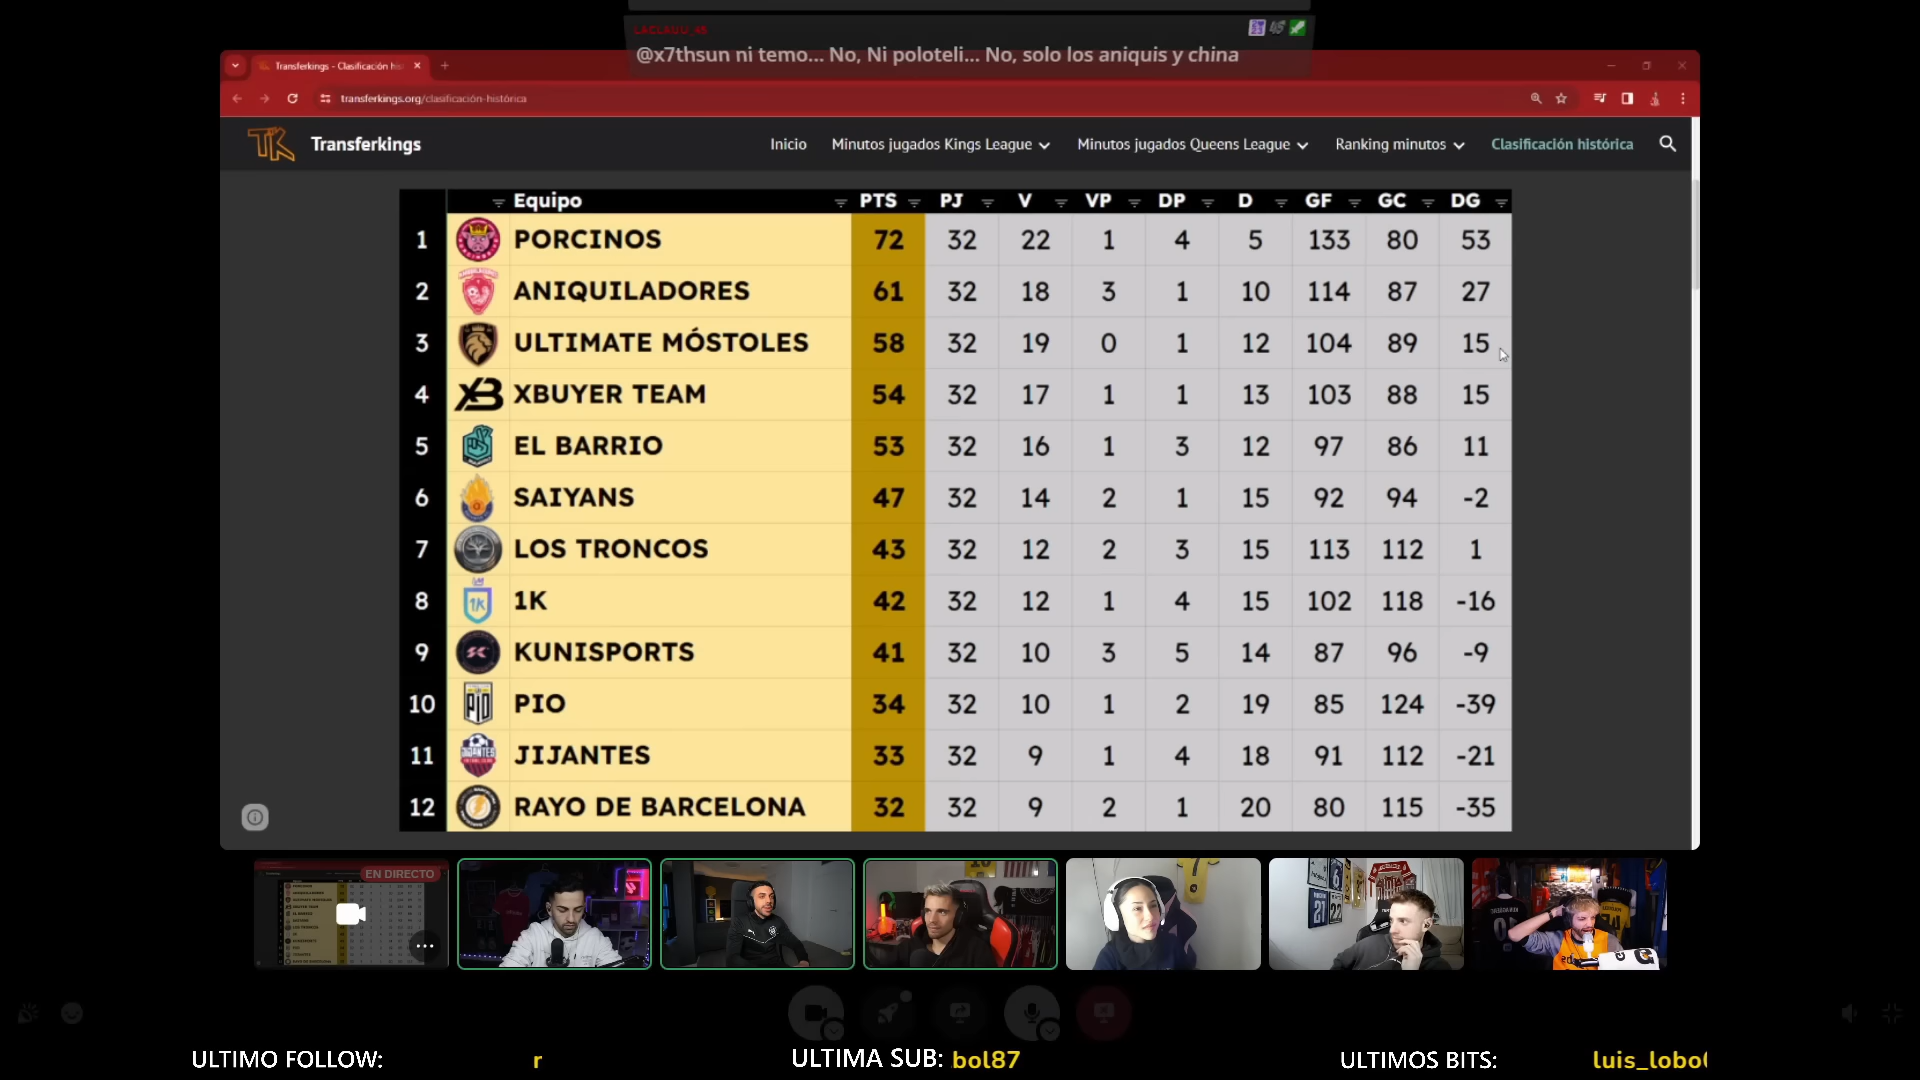 LAELAUU_45
@x7thsun ni temo... No, Ni poloteli... No, solo los aniquis y china
Transferkings - Clasificación his
transferkings.org/clasificación-histórica
TK Transferkings Inicio Minutos jugados Kings League Minutos jugados Queens League Ranking minutos Clasificación histórica
Equipo PTS PJ V VP DP D GF GC DG
1 PORCINOS 72 32 22 1 4 5 133 80 53
2 ANIQUILADORES 61 32 18 3 1 10 114 87 27
3 ULTIMATE MÓSTOLES 58 32 19 0 1 12 104 89 15
4 XB XBUYER TEAM 54 32 17 1 1 13 103 88 15
5 EL BARRIO 53 32 16 1 3 12 97 86 11
6 SAIYANS 47 32 14 2 1 15 92 94 -2
7 LOS TRONCOS 43 32 12 2 3 15 113 112 1
8 1K 1K 42 32 12 1 4 15 102 118 -16
9 KUNISPORTS 41 32 10 3 5 14 87 96 -9
10 PIO PIO 34 32 10 1 2 19 85 124 -39
11 JIJANTES 33 32 9 1 4 18 91 112 -21
12 RAYO DE BARCELONA 32 32 9 2 1 20 80 115 -35
EN DIRECTO
ULTIMO FOLLOW: r ULTIMA SUB: bol87 ULTIMOS BITS: luis_lobo